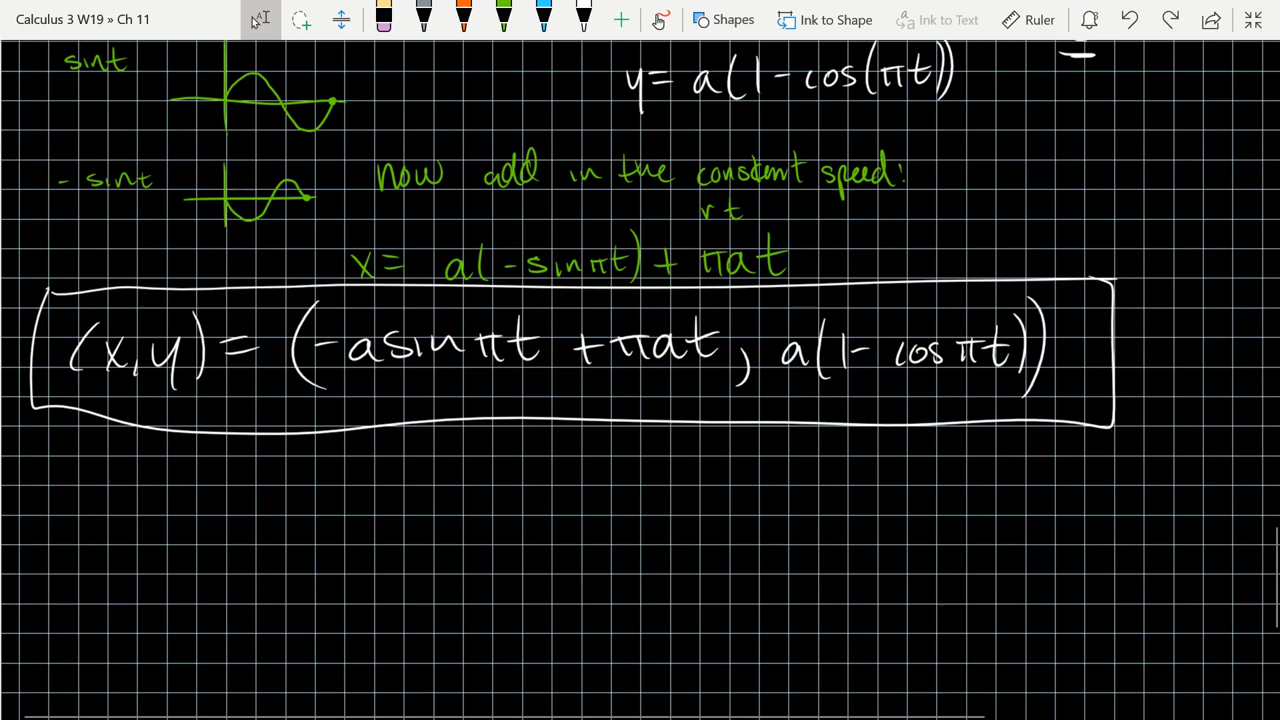 Calculus 3 W19 » Ch 11
Shapes
Ink to Shape
Ink to Text
Ruler
sint
y= a(1-cos(πt))
- sint
now add in the constant speed:
rt
x= a(-sinπt) + πat
(x,y) = (-asinπt +πat, a(1-cosπt))